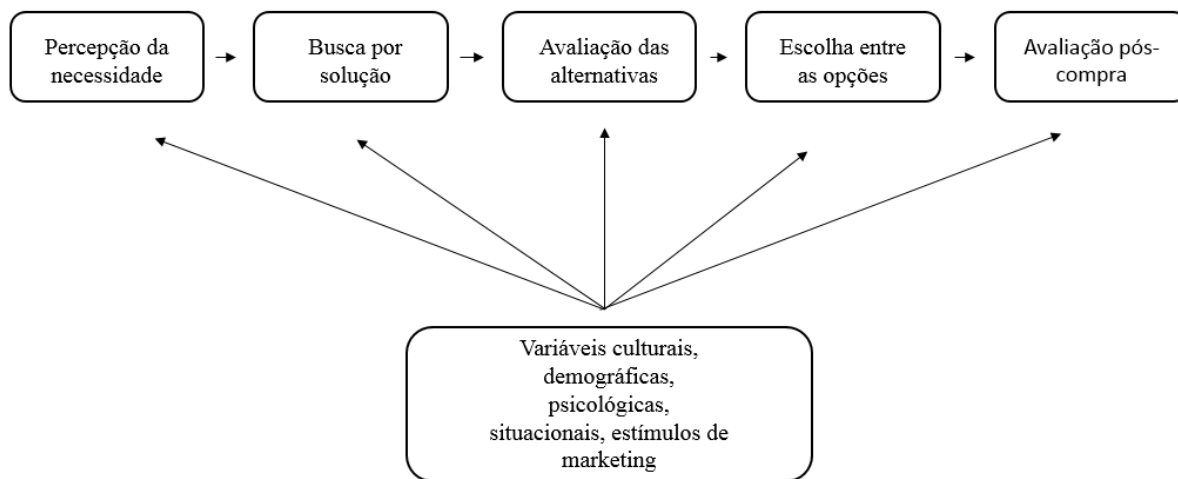 Percepção da
necessidade
Busca por
solução
Avaliação das
alternativas
Escolha entre
as opções
Avaliação pós-
compra
Variáveis culturais,
demográficas,
psicológicas,
situacionais, estímulos de
marketing